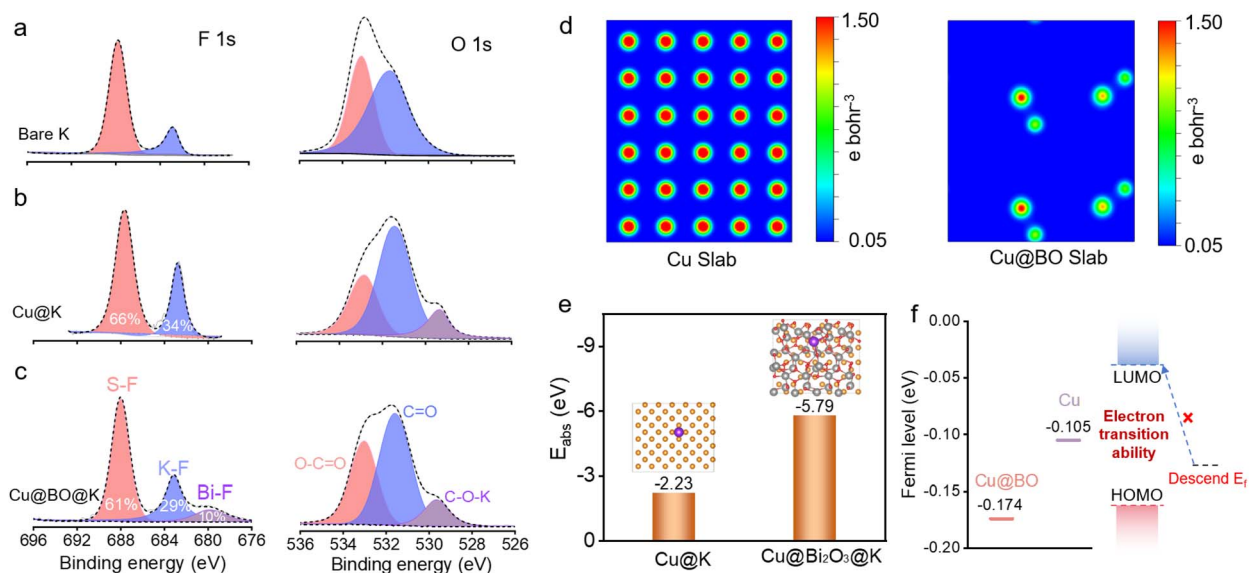 a
F 1s
O 1s
Bare K
b
Cu@K
66%
34%
c
Cu@BO@K
S-F
K-F
Bi-F
61%
29%
10%
C=O
O-C=O
C-O-K
696 692 688 684 680 676
Binding energy (eV)
536 534 532 530 528 526
Binding energy (eV)
d
1.50
e bohr⁻³
0.05
Cu Slab
1.50
e bohr⁻³
0.05
Cu@BO Slab
e
Eabs (eV)
-9
-6
-3
0
-2.23
-5.79
Cu@K
Cu@Bi₂O₃@K
f
Fermi level (eV)
0.00
-0.05
-0.10
-0.15
-0.20
Cu@BO
-0.174
Cu
-0.105
LUMO
Electron
transition
ability
HOMO
Descend Ef